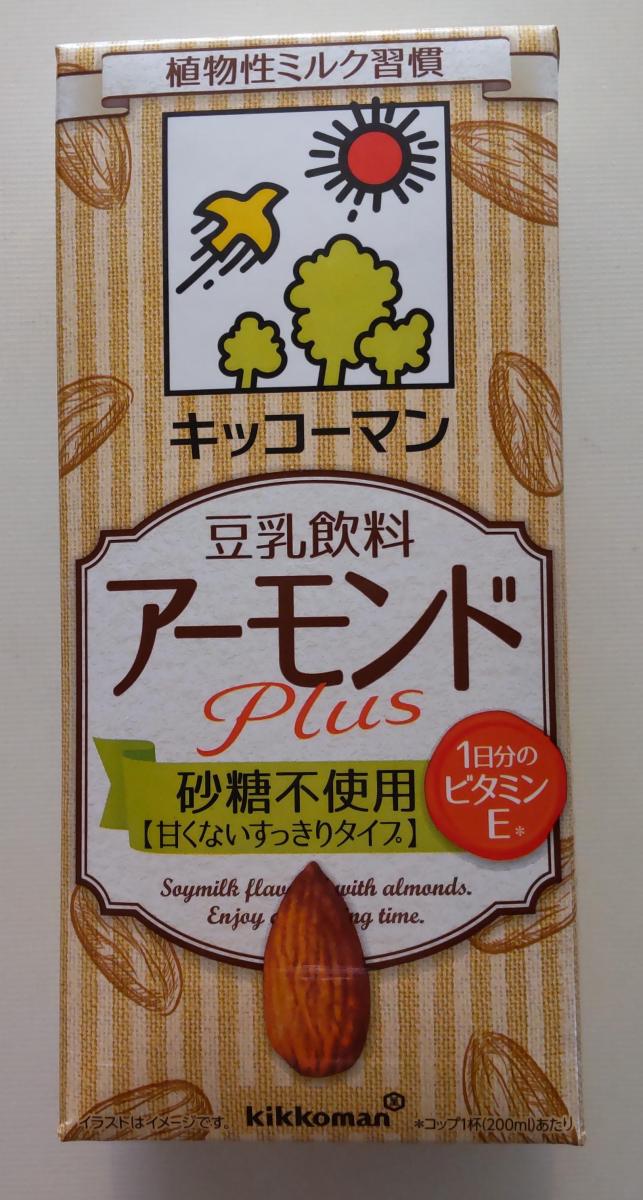 植物性ミルク習慣
キッコーマン
豆乳飲料
アーモンド
Plus
砂糖不使用
【甘くないすっきりタイプ】
1日分の
ビタミン
E*
Soymilk with almonds.
Enjoy time.
イラストはイメージです。
kikkoman
*コップ1杯(200ml)あたり